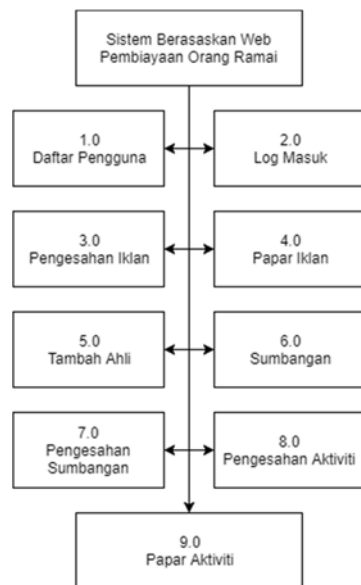 Sistem Berasaskan Web
Pembiayaan Orang Ramai
1.0
Daftar Pengguna
2.0
Log Masuk
3.0
Pengesahan Iklan
4.0
Papar Iklan
5.0
Tambah Ahli
6.0
Sumbangan
7.0
Pengesahan
Sumbangan
8.0
Pengesahan Aktiviti
9.0
Papar Aktiviti